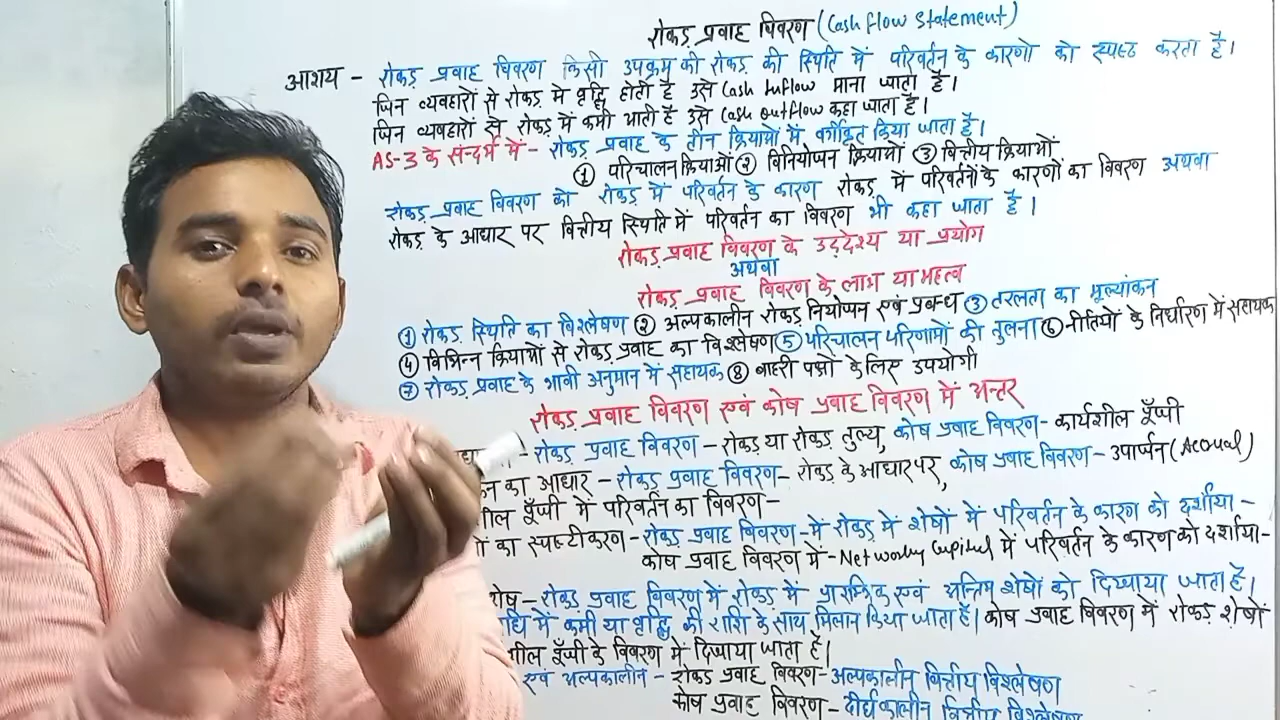 रोकड़ प्रवाह विवरण (Cash flow Statement)
आशय - रोकड़ प्रवाह विवरण किसी उपक्रम की रोकड़ की स्थिति में परिवर्तन के कारणो को स्पष्ट करता है।
जिन व्यवहारों से रोकड़ मे वृद्धि होती है उसे Cash Inflow माना जाता है।
जिन व्यवहारों से रोकड़ में कमी आती है उसे Cash outflow कहा जाता है।
AS-3 के संदर्भ में - रोकड़ प्रवाह के तीन क्रियाओं में वर्गीकृत किया जाता है।
① परिचालन क्रियाओं ② विनियोजन क्रियाओं ③ वित्तीय क्रियाओं
रोकड़ प्रवाह विवरण को रोकड़ में परिवर्तन के कारण रोकड़ में परिवर्तनों के कारणों का विवरण अथवा
रोकड़ के आधार पर वित्तीय स्थिति में परिवर्तन का विवरण भी कहा जाता है।
रोकड़ प्रवाह विवरण के उद्देश्य या प्रयोग
अथवा
रोकड़ प्रवाह विवरण के लाभ या महत्व
① रोकड़ स्थिति का विश्लेषण ② अल्पकालीन रोकड़ नियोजन एवं प्रबन्ध ③ तरलता का मूल्यांकन
④ विभिन्न क्रियाओं से रोकड़ प्रवाह का विश्लेषण ⑤ परिचालन परिणामों की तुलना ⑥ नीतियों के निर्धारण में सहायक
⑦ रोकड़ प्रवाह के भावी अनुमान में सहायक ⑧ बाहरी पक्षों के लिए उपयोगी
रोकड़ प्रवाह विवरण एवं कोष प्रवाह विवरण में अन्तर
- रोकड़ प्रवाह विवरण - रोकड़ या रोकड़ तुल्य, कोष प्रवाह विवरण - कार्यशील पूँजी
का आधार - रोकड़ प्रवाह विवरण - रोकड़ के आधार पर, कोष प्रवाह विवरण - उपार्जन (Accrual)
पूँजी में परिवर्तन का विवरण -
का स्पष्टीकरण - रोकड़ प्रवाह विवरण - में रोकड़ में शेषों में परिवर्तन के कारण को दर्शाया -
कोष प्रवाह विवरण में - Net Working Capital में परिवर्तन के कारण को दर्शाया -
शेष - रोकड़ प्रवाह विवरण में रोकड़ में प्रारम्भिक एवं अन्तिम शेषों को दिखाया जाता है।
में कमी या वृद्धि की राशि के साथ मिलान किया जाता है। कोष प्रवाह विवरण में रोकड़ शेषों
पूँजी के विवरण में दिखाया जाता है।
एवं अल्पकालीन - रोकड़ प्रवाह विवरण - अल्पकालीन वित्तीय विश्लेषण
कोष प्रवाह विवरण - दीर्घकालीन वित्तीय विश्लेषण